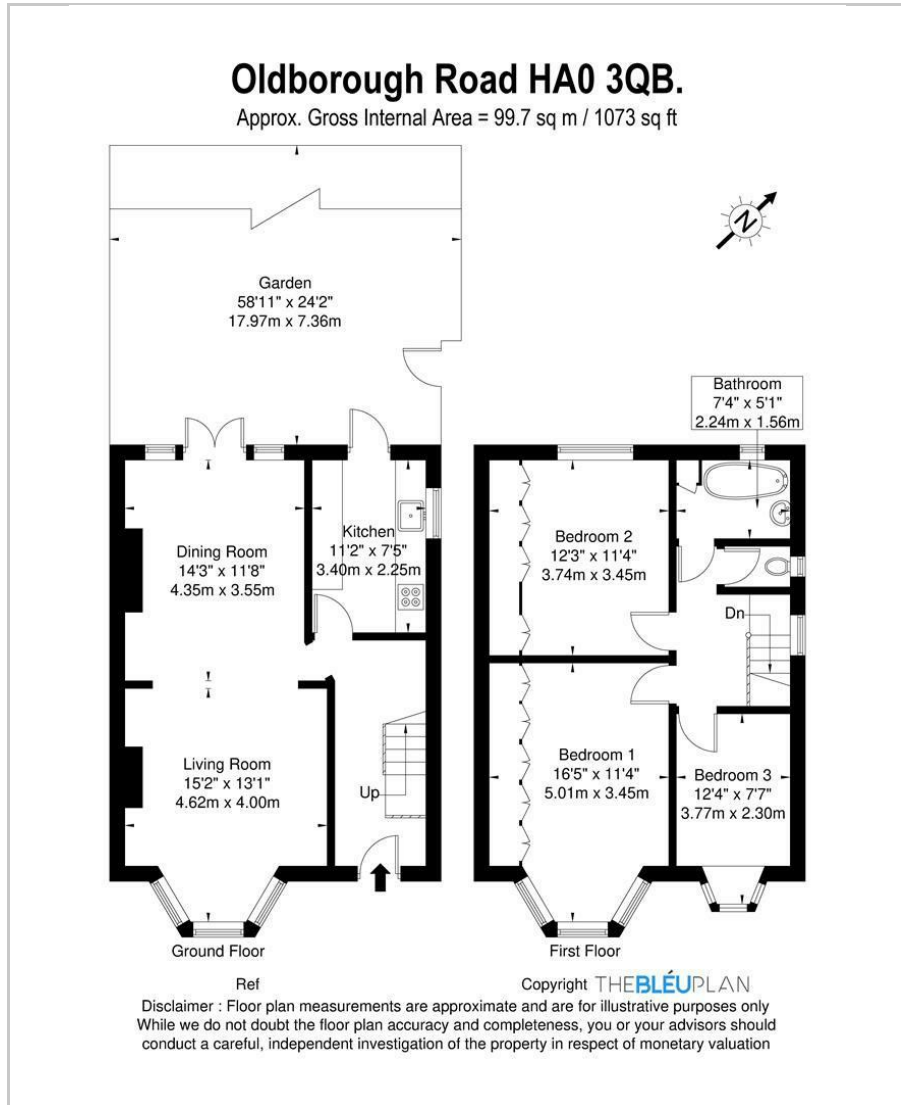 Oldborough Road HA0 3QB.
Approx. Gross Internal Area = 99.7 sq m / 1073 sq ft
N
Garden
58'11" x 24'2"
17.97m x 7.36m
Bathroom
7'4" x 5'1"
2.24m x 1.56m
Dining Room
14'3" x 11'8"
4.35m x 3.55m
Kitchen
11'2" x 7'5"
3.40m x 2.25m
Bedroom 2
12'3" x 11'4"
3.74m x 3.45m
Dn
Living Room
15'2" x 13'1"
4.62m x 4.00m
Up
Bedroom 1
16'5" x 11'4"
5.01m x 3.45m
Bedroom 3
12'4" x 7'7"
3.77m x 2.30m
Ground Floor
First Floor
Ref
Copyright THEBLÉUPLAN
Disclaimer : Floor plan measurements are approximate and are for illustrative purposes only
While we do not doubt the floor plan accuracy and completeness, you or your advisors should
conduct a careful, independent investigation of the property in respect of monetary valuation